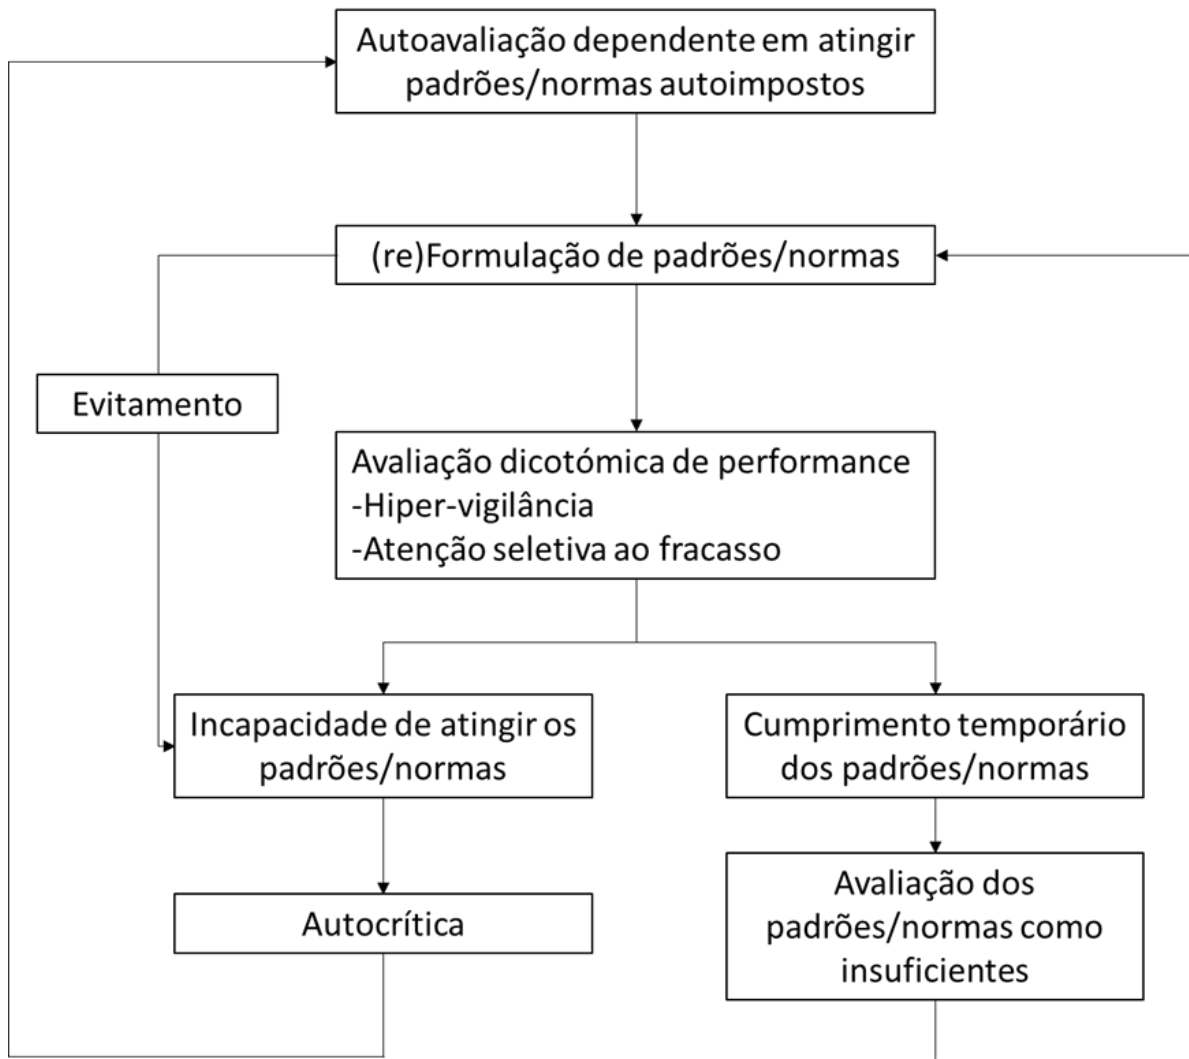 Autoavaliação dependente em atingir
padrões/normas autoimpostos
(re)Formulação de padrões/normas
Evitamento
Avaliação dicotómica de performance
-Hiper-vigilância
-Atenção seletiva ao fracasso
Incapacidade de atingir os
padrões/normas
Cumprimento temporário
dos padrões/normas
Autocrítica
Avaliação dos
padrões/normas como
insuficientes